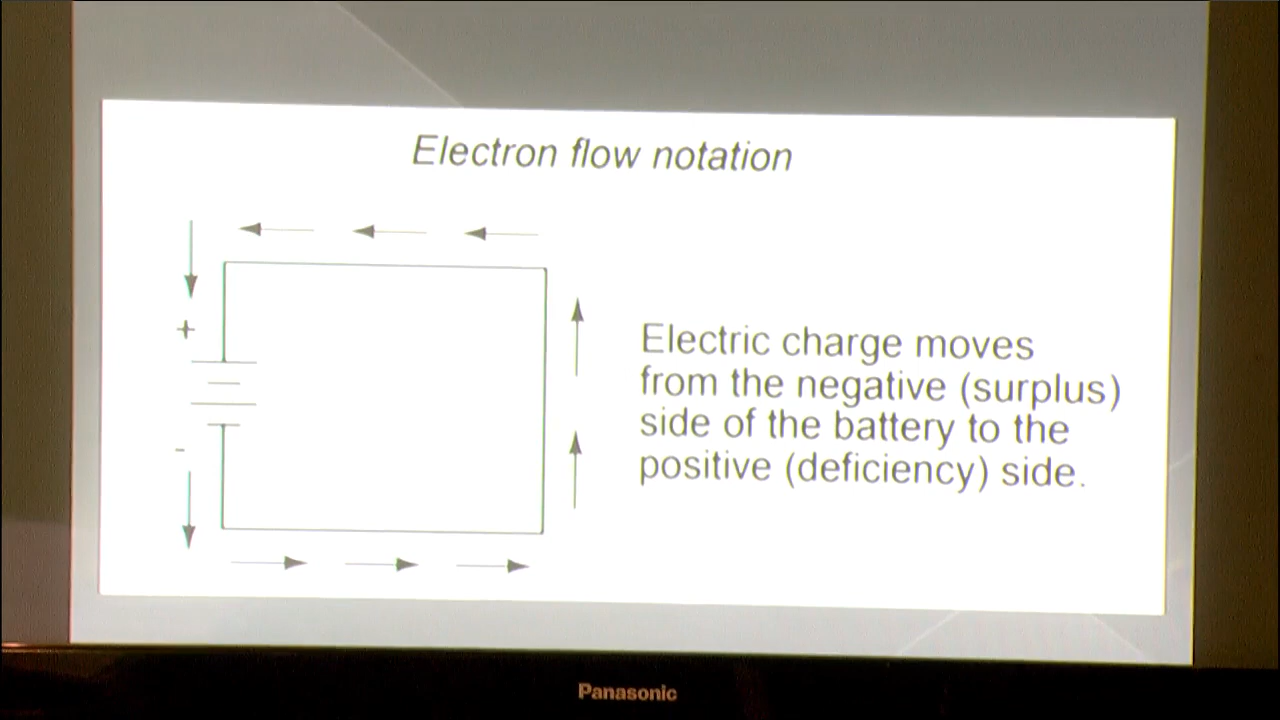 Electron flow notation
+
-
Electric charge moves
from the negative (surplus)
side of the battery to the
positive (deficiency) side.
Panasonic